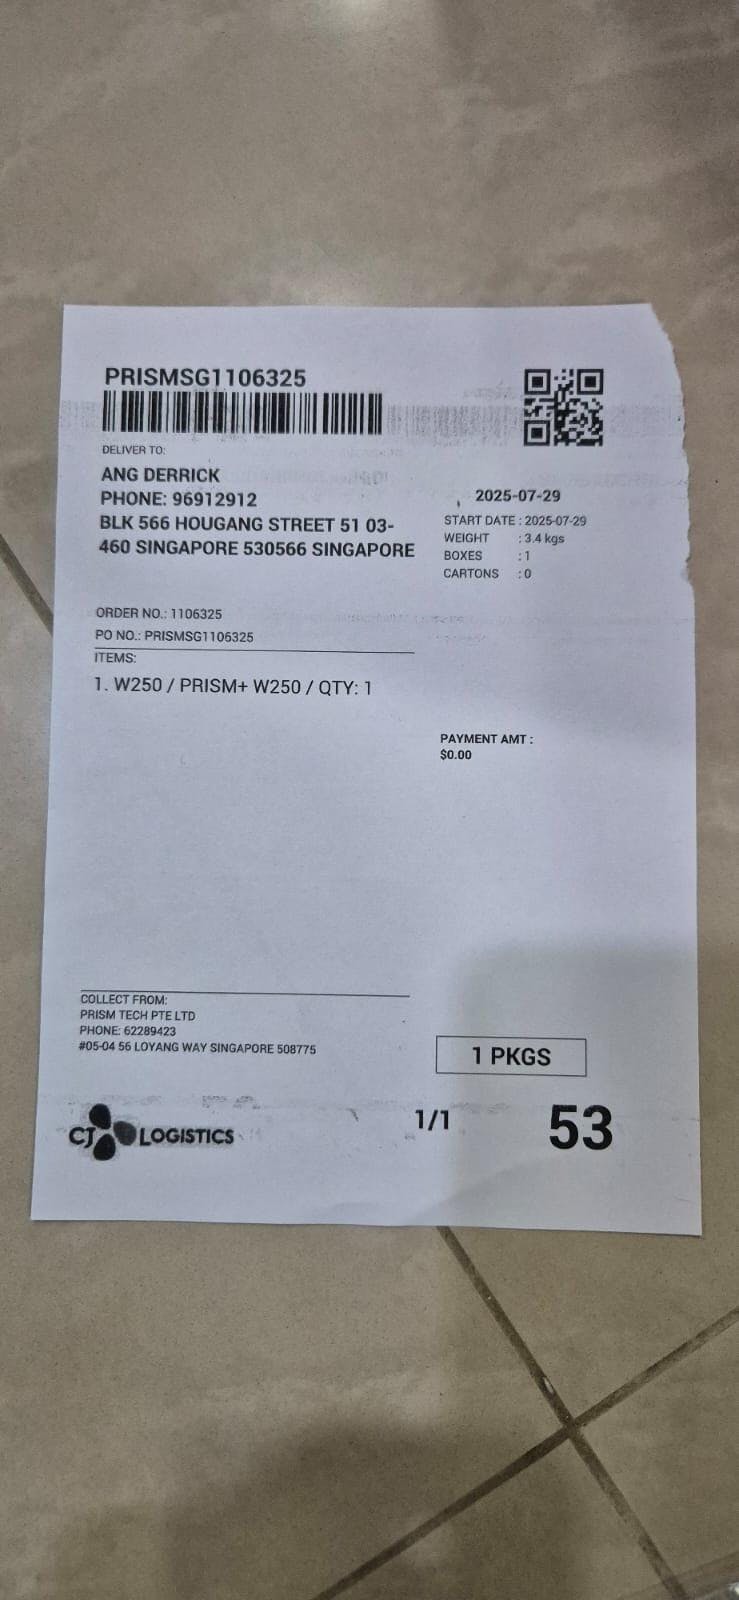 PRISMSG1106325
DELIVER TO:
ANG DERRICK
PHONE: 96912912
BLK 566 HOUGANG STREET 51 03-
460 SINGAPORE 530566 SINGAPORE
2025-07-29
START DATE : 2025-07-29
WEIGHT : 3.4 kgs
BOXES : 1
CARTONS : 0
ORDER NO.: 1106325
PO NO.: PRISMSG1106325
ITEMS:
1. W250 / PRISM+ W250 / QTY: 1
PAYMENT AMT :
$0.00
COLLECT FROM:
PRISM TECH PTE LTD
PHONE: 62289423
#05-04 56 LOYANG WAY SINGAPORE 508775
1 PKGS
CJ LOGISTICS
1/1
53